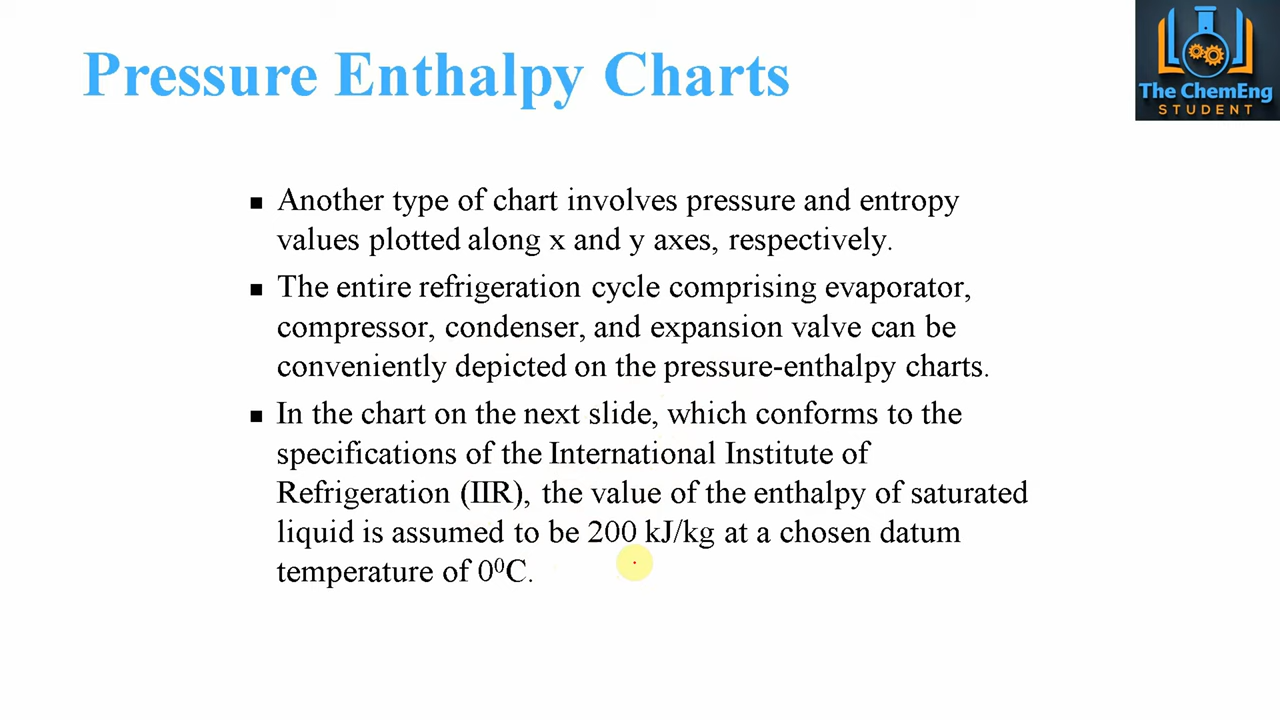 Pressure Enthalpy Charts
The ChemEng
STUDENT
▪ Another type of chart involves pressure and entropy
values plotted along x and y axes, respectively.
▪ The entire refrigeration cycle comprising evaporator,
compressor, condenser, and expansion valve can be
conveniently depicted on the pressure-enthalpy charts.
▪ In the chart on the next slide, which conforms to the
specifications of the International Institute of
Refrigeration (IIR), the value of the enthalpy of saturated
liquid is assumed to be 200 kJ/kg at a chosen datum
temperature of 0⁰C.